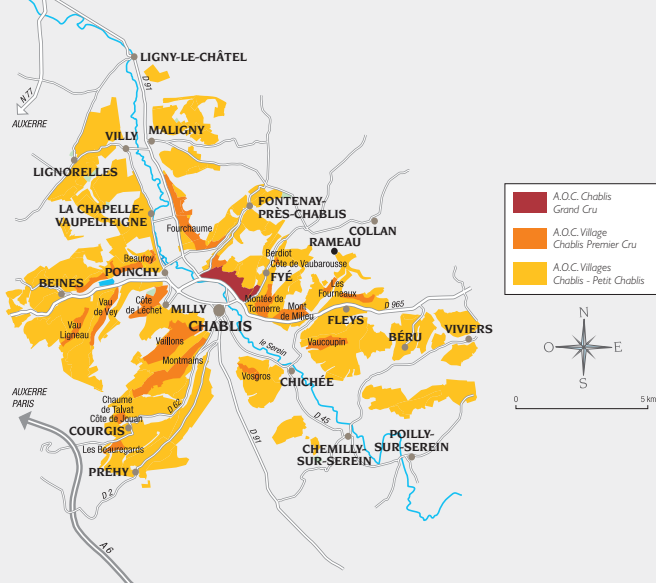 LIGNY-LE-CHÂTEL
N 77
D 91
AUXERRE
VILLY
MALIGNY
LIGNORELLES
LA CHAPELLE-
VAUPELTEIGNE
FONTENAY-
PRÈS-CHABLIS
Fourchaume
COLLAN
RAMEAU
Berdiot
Côte de Vaubarousse
Beauroy
POINCHY
FYÉ
BEINES
Les
Fourneaux
Vau
de Vey
Côte
de Léchet
MILLY
Montée de
Tonnerre
Mont
de Milieu
D 965
CHABLIS
FLEYS
Vau
Ligneau
VIVIERS
BÉRU
Vaillons
le Serein
Vaucoupin
Montmains
Vosgros
CHICHÉE
AUXERRE
PARIS
Chaume
de Talvat
Côte de Jouan
D 62
D 45
COURGIS
D 91
Les Beauregards
CHEMILLY-
SUR-SEREIN
POILLY-
SUR-SEREIN
PRÉHY
D 2
A 6
A.O.C. Chablis
Grand Cru
A.O.C. Village
Chablis Premier Cru
A.O.C. Villages
Chablis - Petit Chablis
N
O
E
S
0
5 km